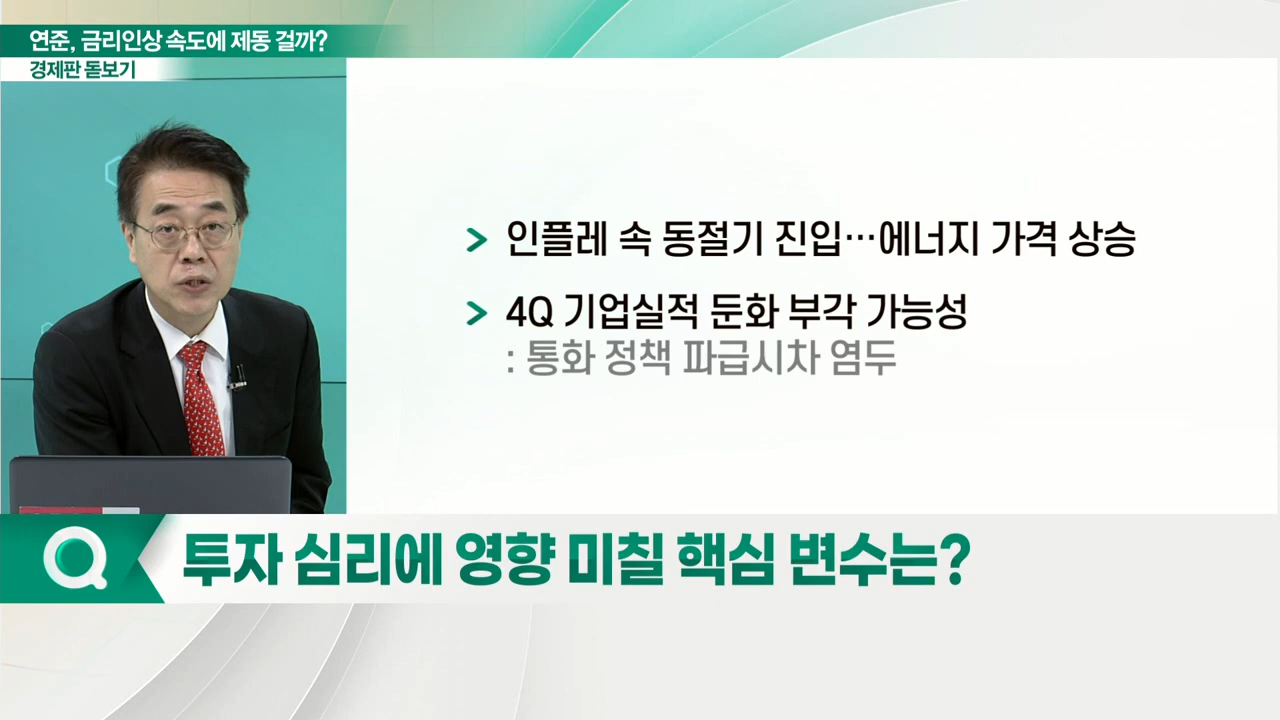 연준, 금리인상 속도에 제동 걸까?
경제판 돋보기
> 인플레 속 동절기 진입…에너지 가격 상승
> 4Q 기업실적 둔화 부각 가능성
: 통화 정책 파급시차 염두
Q 투자 심리에 영향 미칠 핵심 변수는?